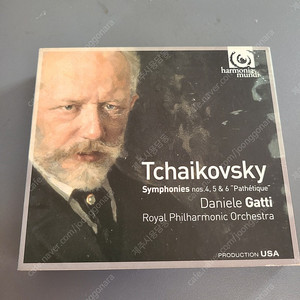 harmonia
mundi
Tchaikovsky
Symphonies nos.4, 5 & 6 "Pathétique"
Daniele Gatti
Royal Philharmonic Orchestra
PRODUCTION USA